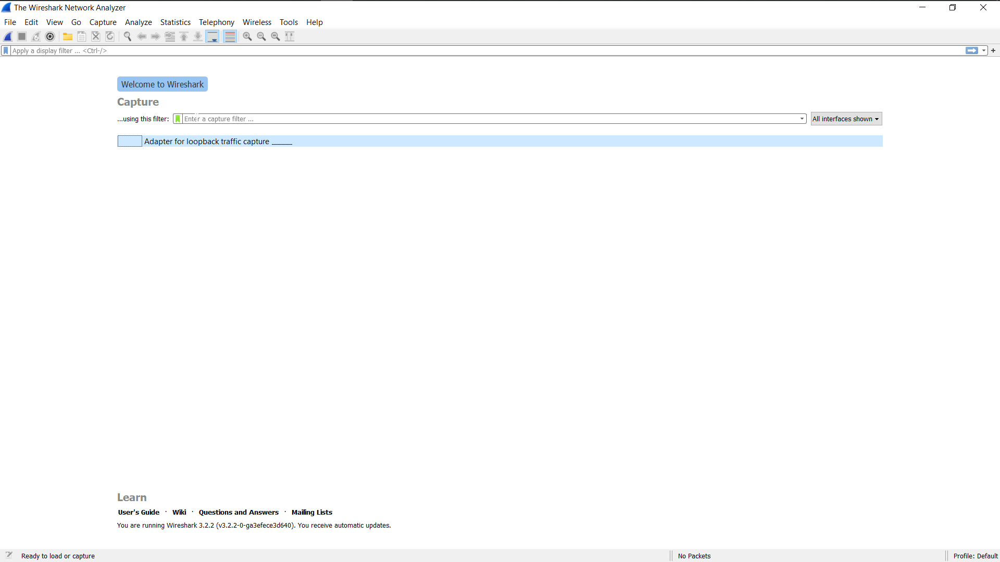 The Wireshark Network Analyzer
File Edit View Go Capture Analyze Statistics Telephony Wireless Tools Help
Apply a display filter ... <Ctrl-/>
+
Welcome to Wireshark
Capture
...using this filter: Enter a capture filter ... All interfaces shown
Adapter for loopback traffic capture
Learn
User's Guide · Wiki · Questions and Answers · Mailing Lists
You are running Wireshark 3.2.2 (v3.2.2-0-ga3efece3d640). You receive automatic updates.
Ready to load or capture No Packets Profile: Default